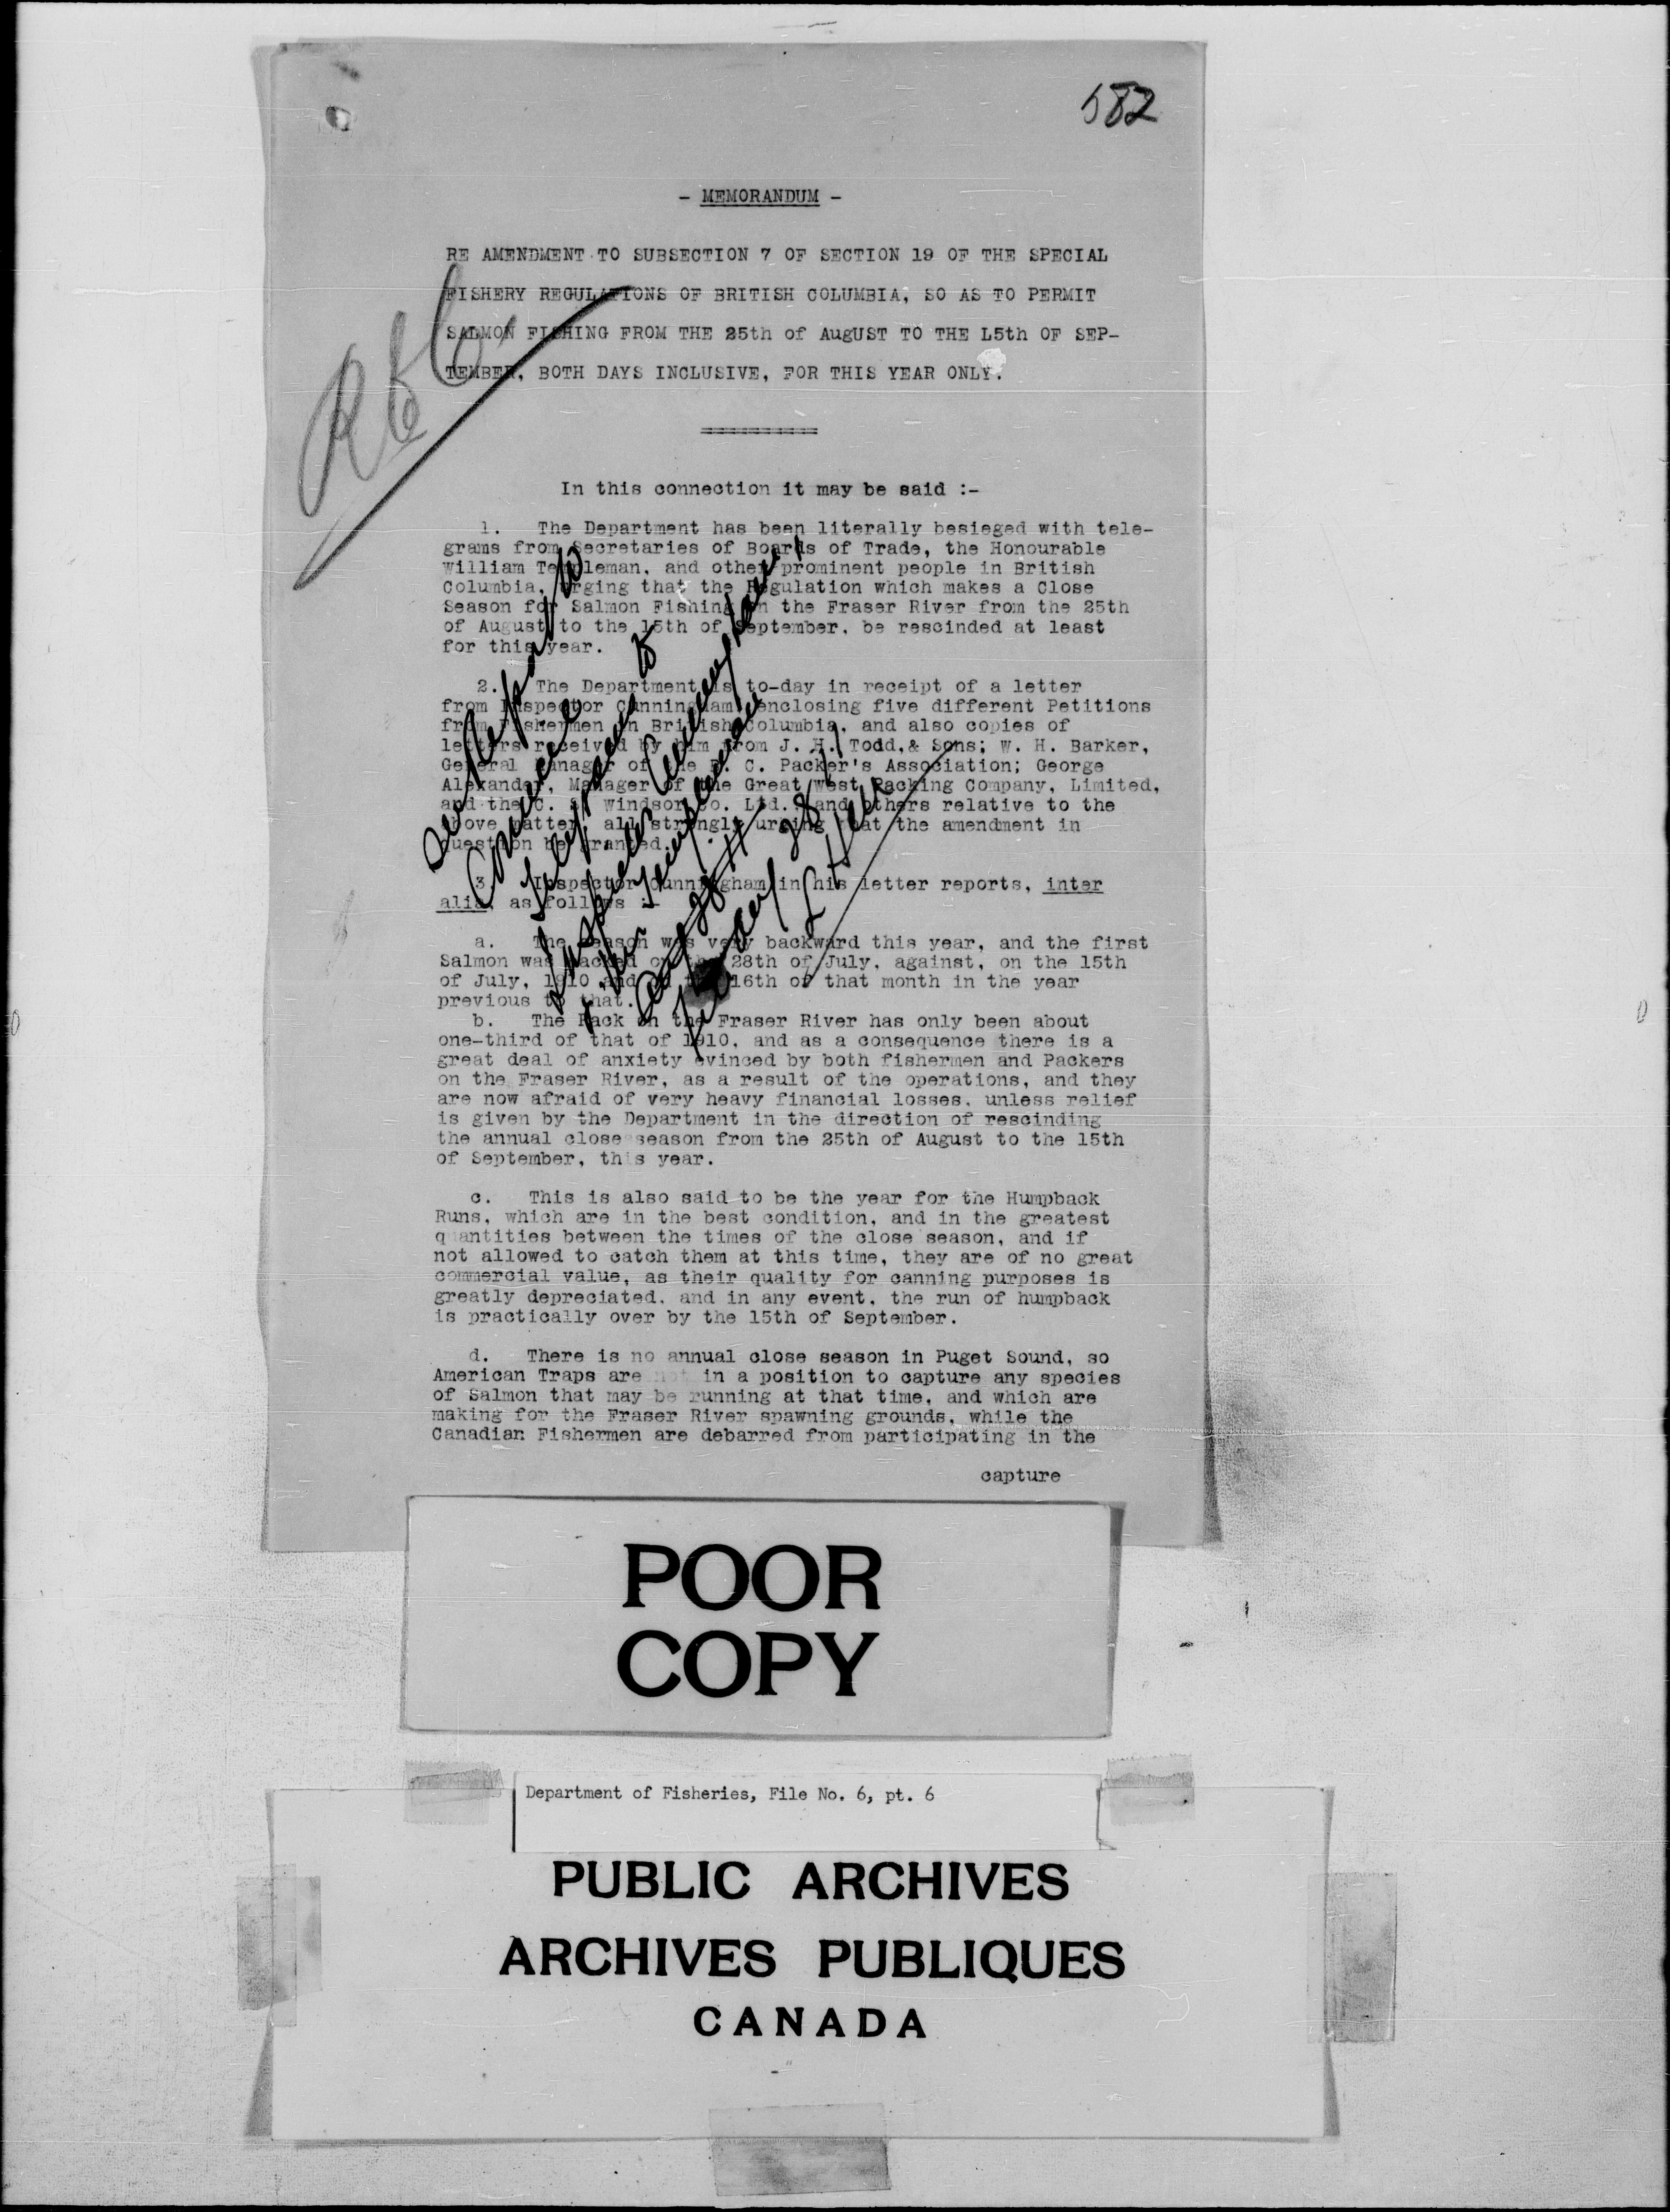 582
- MEMORANDUM -
RE AMENDMENT TO SUBSECTION 7 OF SECTION 19 OF THE SPECIAL
FISHERY REGULATIONS OF BRITISH COLUMBIA, SO AS TO PERMIT
SALMON FISHING FROM THE 25th of AugUST TO THE L5th OF SEP-
TEMBER, BOTH DAYS INCLUSIVE, FOR THIS YEAR ONLY.
In this connection it may be said :-
1. The Department has been literally besieged with tele-
grams from Secretaries of Boards of Trade, the Honourable
William Templeman, and other prominent people in British
Columbia, urging that the Regulation which makes a Close
Season for Salmon Fishing on the Fraser River from the 25th
of August to the 15th of September, be rescinded at least
for this year.
2. The Department is to-day in receipt of a letter
from Inspector Cunningham, enclosing five different Petitions
from Fishermen in British Columbia, and also copies of
letters received by him from J. H. Todd,& Sons; W. H. Barker,
General Manager of the B. C. Packer's Association; George
Alexander, Manager of the Great West Packing Company, Limited,
and the C. S. Windsor Co. Ltd. and others relative to the
above matter, all strongly urging that the amendment in
question be granted.
3. Inspector Cunningham in his letter reports, inter
alia, as follows :-
a. The Season was very backward this year, and the first
Salmon was packed on the 28th of July, against, on the 15th
of July, 1910 and on the 16th of that month in the year
previous to that.
b. The Pack on the Fraser River has only been about
one-third of that of 1910, and as a consequence there is a
great deal of anxiety evinced by both fishermen and Packers
on the Fraser River, as a result of the operations, and they
are now afraid of very heavy financial losses, unless relief
is given by the Department in the direction of rescinding
the annual close season from the 25th of August to the 15th
of September, this year.
c. This is also said to be the year for the Humpback
Runs, which are in the best condition, and in the greatest
quantities between the times of the close season, and if
not allowed to catch them at this time, they are of no great
commercial value, as their quality for canning purposes is
greatly depreciated, and in any event, the run of humpback
is practically over by the 15th of September.
d. There is no annual close season in Puget Sound, so
American Traps are not in a position to capture any species
of Salmon that may be running at that time, and which are
making for the Fraser River spawning grounds, while the
Canadian Fishermen are debarred from participating in the
capture
POOR
COPY
Department of Fisheries, File No. 6, pt. 6
PUBLIC ARCHIVES
ARCHIVES PUBLIQUES
CANADA